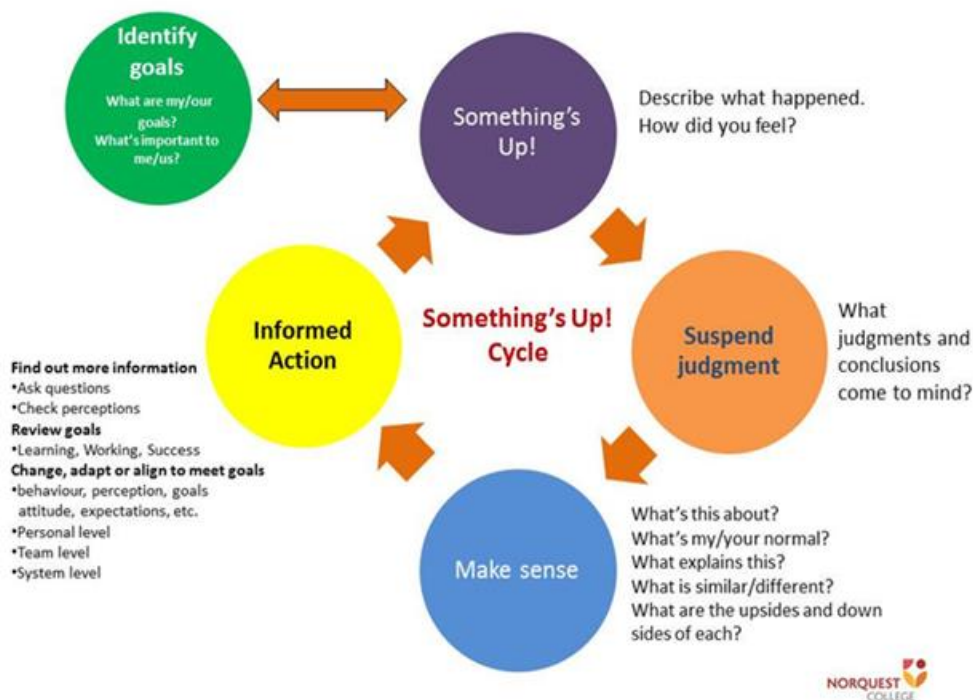 Identify
goals
What are my/our
goals?
What's important to
me/us?
Something's
Up!
Describe what happened.
How did you feel?
Something's Up!
Cycle
Suspend
judgment
What
judgments and
conclusions
come to mind?
Make sense
What's this about?
What's my/your normal?
What explains this?
What is similar/different?
What are the upsides and down
sides of each?
Informed
Action
Find out more information
•Ask questions
•Check perceptions
Review goals
•Learning, Working, Success
Change, adapt or align to meet goals
•behaviour, perception, goals
attitude, expectations, etc.
•Personal level
•Team level
•System level
NORQUEST
COLLEGE